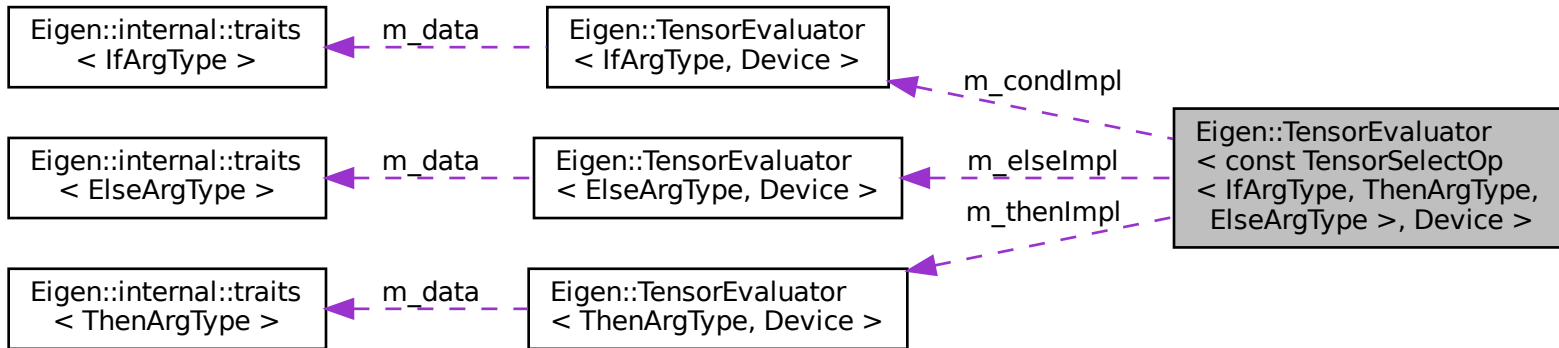 Eigen::internal::traits
< IfArgType >
m_data
Eigen::TensorEvaluator
< IfArgType, Device >
m_condImpl
Eigen::internal::traits
< ElseArgType >
m_data
Eigen::TensorEvaluator
< ElseArgType, Device >
m_elseImpl
Eigen::internal::traits
< ThenArgType >
m_data
Eigen::TensorEvaluator
< ThenArgType, Device >
m_thenImpl
Eigen::TensorEvaluator
< const TensorSelectOp
< IfArgType, ThenArgType,
ElseArgType >, Device >